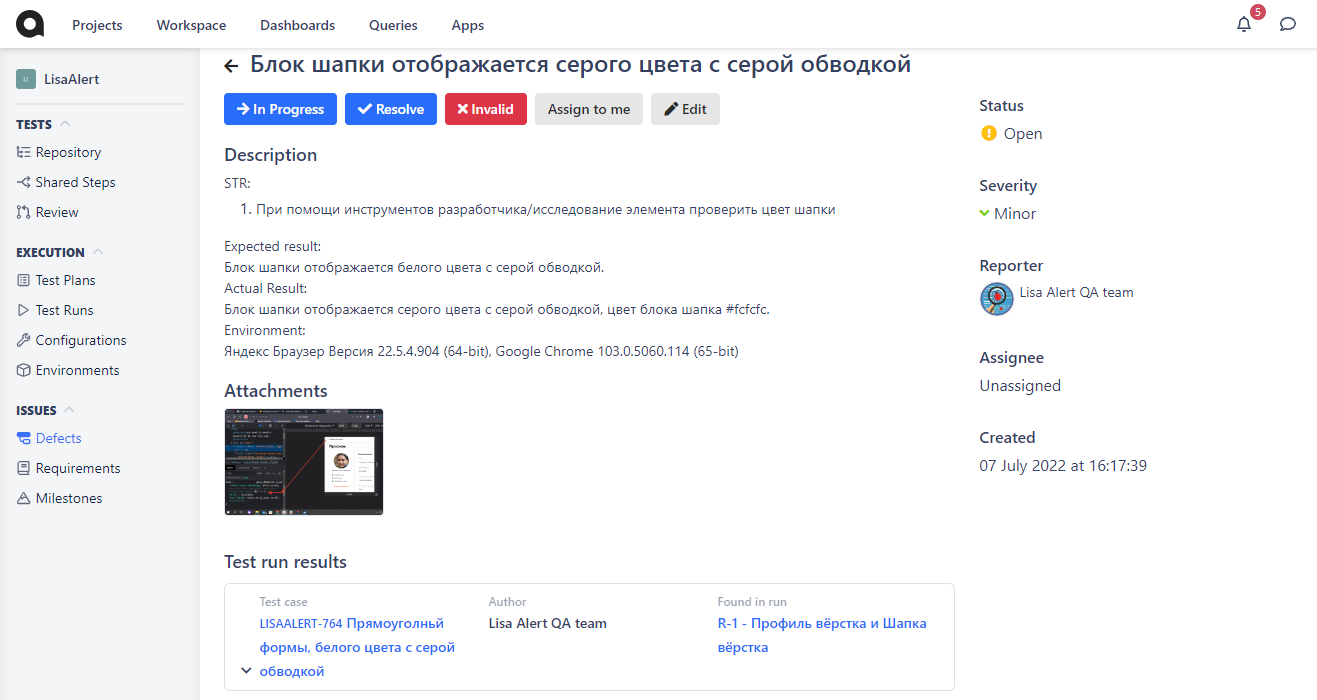 Projects Workspace Dashboards Queries Apps 5
LisaAlert
TESTS
Repository
Shared Steps
Review
EXECUTION
Test Plans
Test Runs
Configurations
Environments
ISSUES
Defects
Requirements
Milestones
Блок шапки отображается серого цвета с серой обводкой
In Progress Resolve Invalid Assign to me Edit
Description
STR:
1. При помощи инструментов разработчика/исследование элемента проверить цвет шапки
Expected result:
Блок шапки отображается белого цвета с серой обводкой.
Actual Result:
Блок шапки отображается серого цвета с серой обводкой, цвет блока шапка #fcfcfc.
Environment:
Яндекс Браузер Версия 22.5.4.904 (64-bit), Google Chrome 103.0.5060.114 (65-bit)
Attachments
Профиль
Test run results
Test case
LISAALERT-764 Прямоуголный
формы, белого цвета с серой
обводкой
Author
Lisa Alert QA team
Found in run
R-1 - Профиль вёрстка и Шапка
вёрстка
Status
Open
Severity
Minor
Reporter
Lisa Alert QA team
Assignee
Unassigned
Created
07 July 2022 at 16:17:39